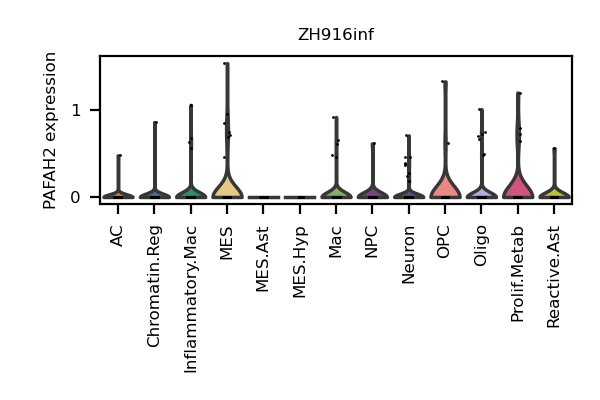 ZH916inf
PAFAH2 expression
1
0
AC
Chromatin.Reg
Inflammatory.Mac
MES
MES.Ast
MES.Hyp
Mac
NPC
Neuron
OPC
Oligo
Prolif.Metab
Reactive.Ast